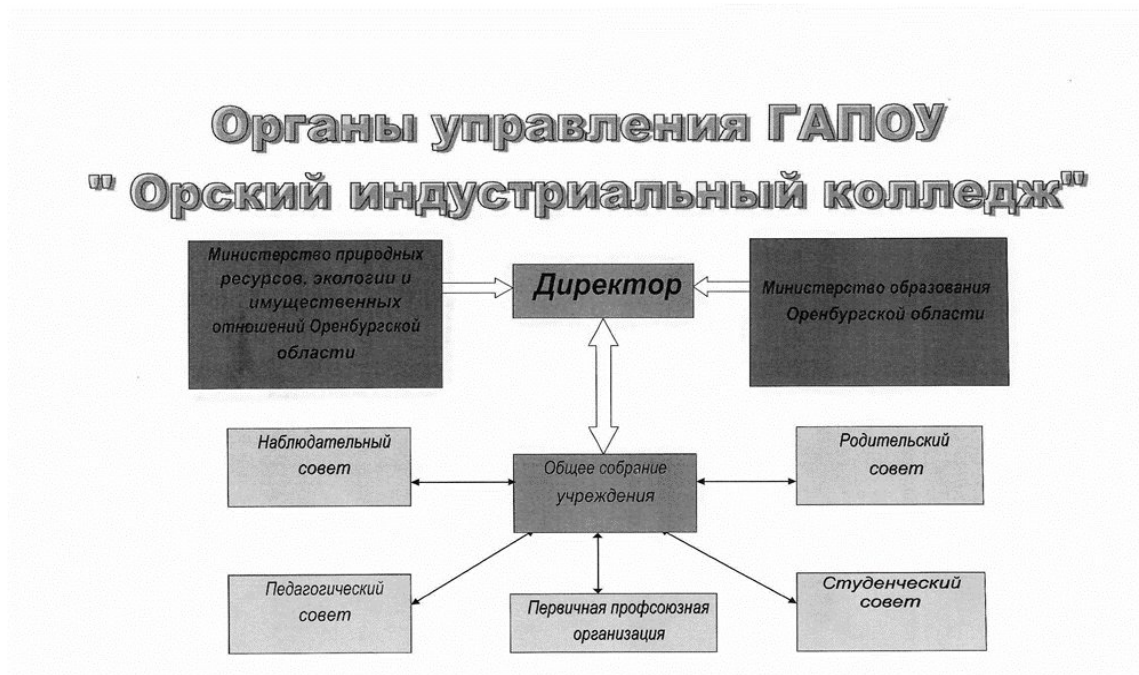 Органы управления ГАПОУ
" Орский индустриальный колледж"
Министерство природных
ресурсов, экологии и
имущественных
отношений Оренбургской
области
Директор
Министерство образования
Оренбургской области
Наблюдательный
совет
Общее собрание
учреждения
Родительский
совет
Педагогический
совет
Первичная профсоюзная
организация
Студенческий
совет